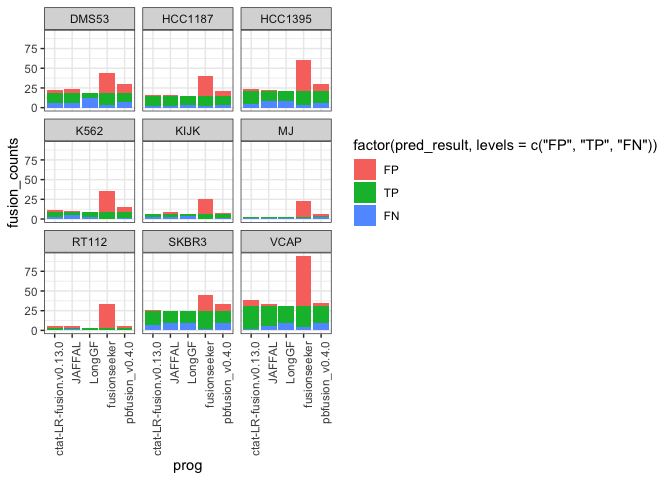 DMS53 HCC1187 HCC1395
75
50
25
0
K562 KIJK MJ
75
50
25
0
RT112 SKBR3 VCAP
75
50
25
0
fusion_counts
ctat-LR-fusion.v0.13.0 JAFFAL LongGF fusionseeker pbfusion_v0.4.0 ctat-LR-fusion.v0.13.0 JAFFAL LongGF fusionseeker pbfusion_v0.4.0 ctat-LR-fusion.v0.13.0 JAFFAL LongGF fusionseeker pbfusion_v0.4.0
prog
factor(pred_result, levels = c("FP", "TP", "FN"))
FP
TP
FN